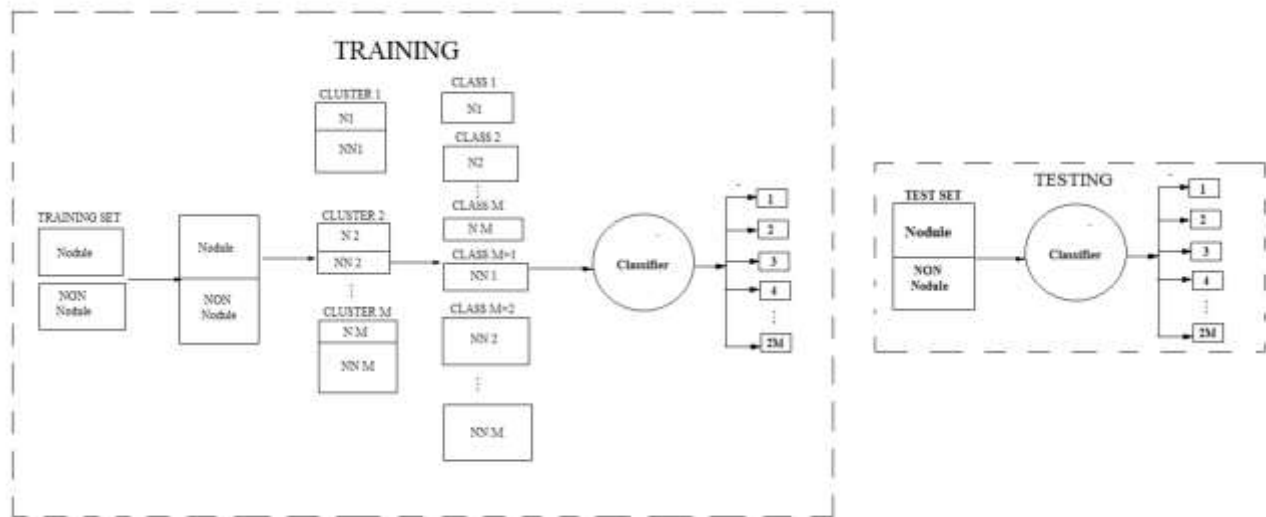 TRAINING
TRAINING SET
Nodule
NON
Nodule
Nodule
NON
Nodule
CLUSTER 1
N1
NN1
CLUSTER 2
N 2
NN 2
CLUSTER M
N M
NN M
CLASS 1
N1
CLASS 2
N2
CLASS M
N M
CLASS M+1
NN 1
CLASS M+2
NN 2
NN M
Classifier
1
2
3
4
2M
TESTING
TEST SET
Nodule
NON
Nodule
Classifier
1
2
3
4
2M